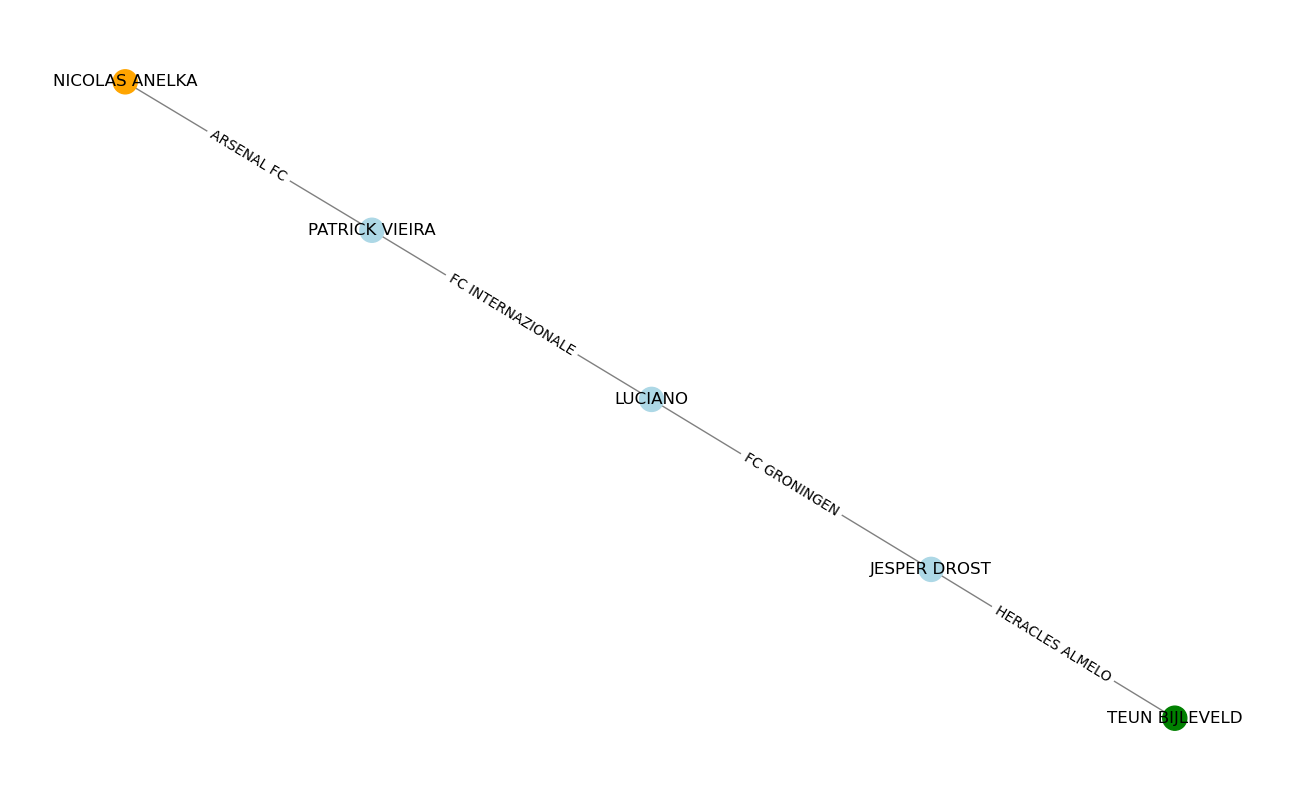 NICOLAS ANELKA
ARSENAL FC
PATRICK VIEIRA
FC INTERNAZIONALE
LUCIANO
FC GRONINGEN
JESPER DROST
HERACLES ALMELO
TEUN BIJLEVELD